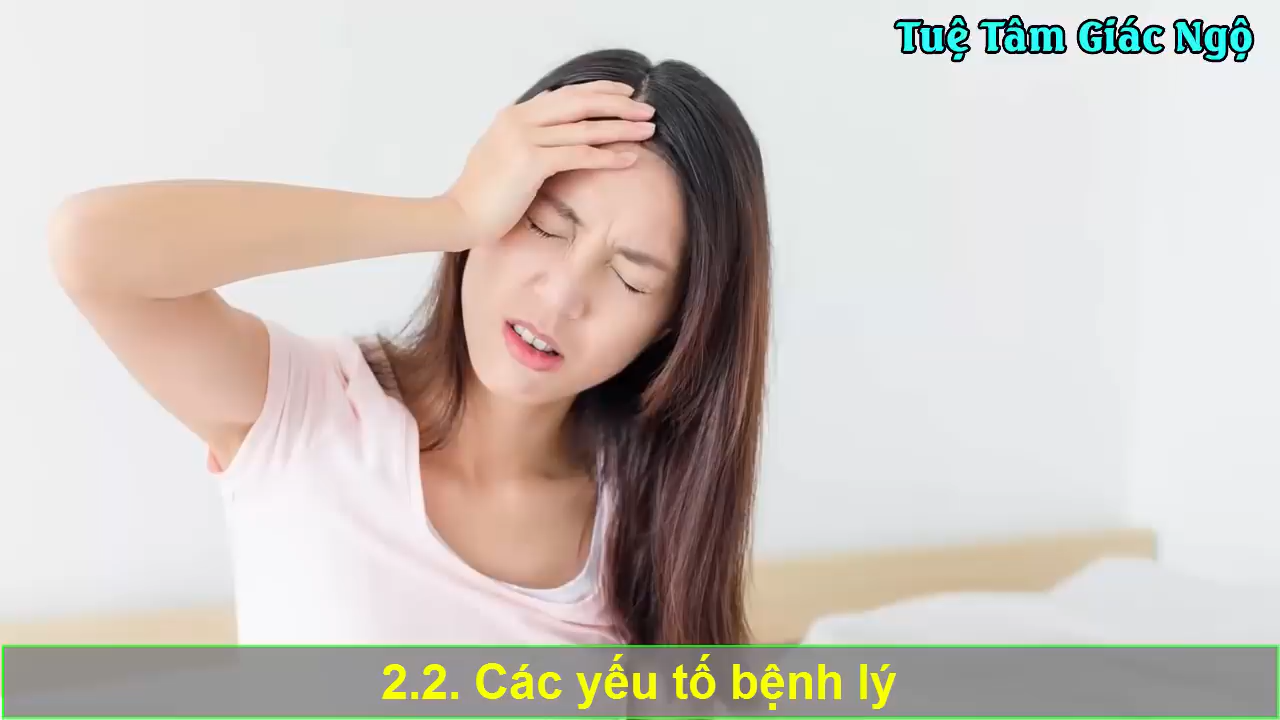 Tuệ Tâm Giác Ngộ
2.2. Các yếu tố bệnh lý